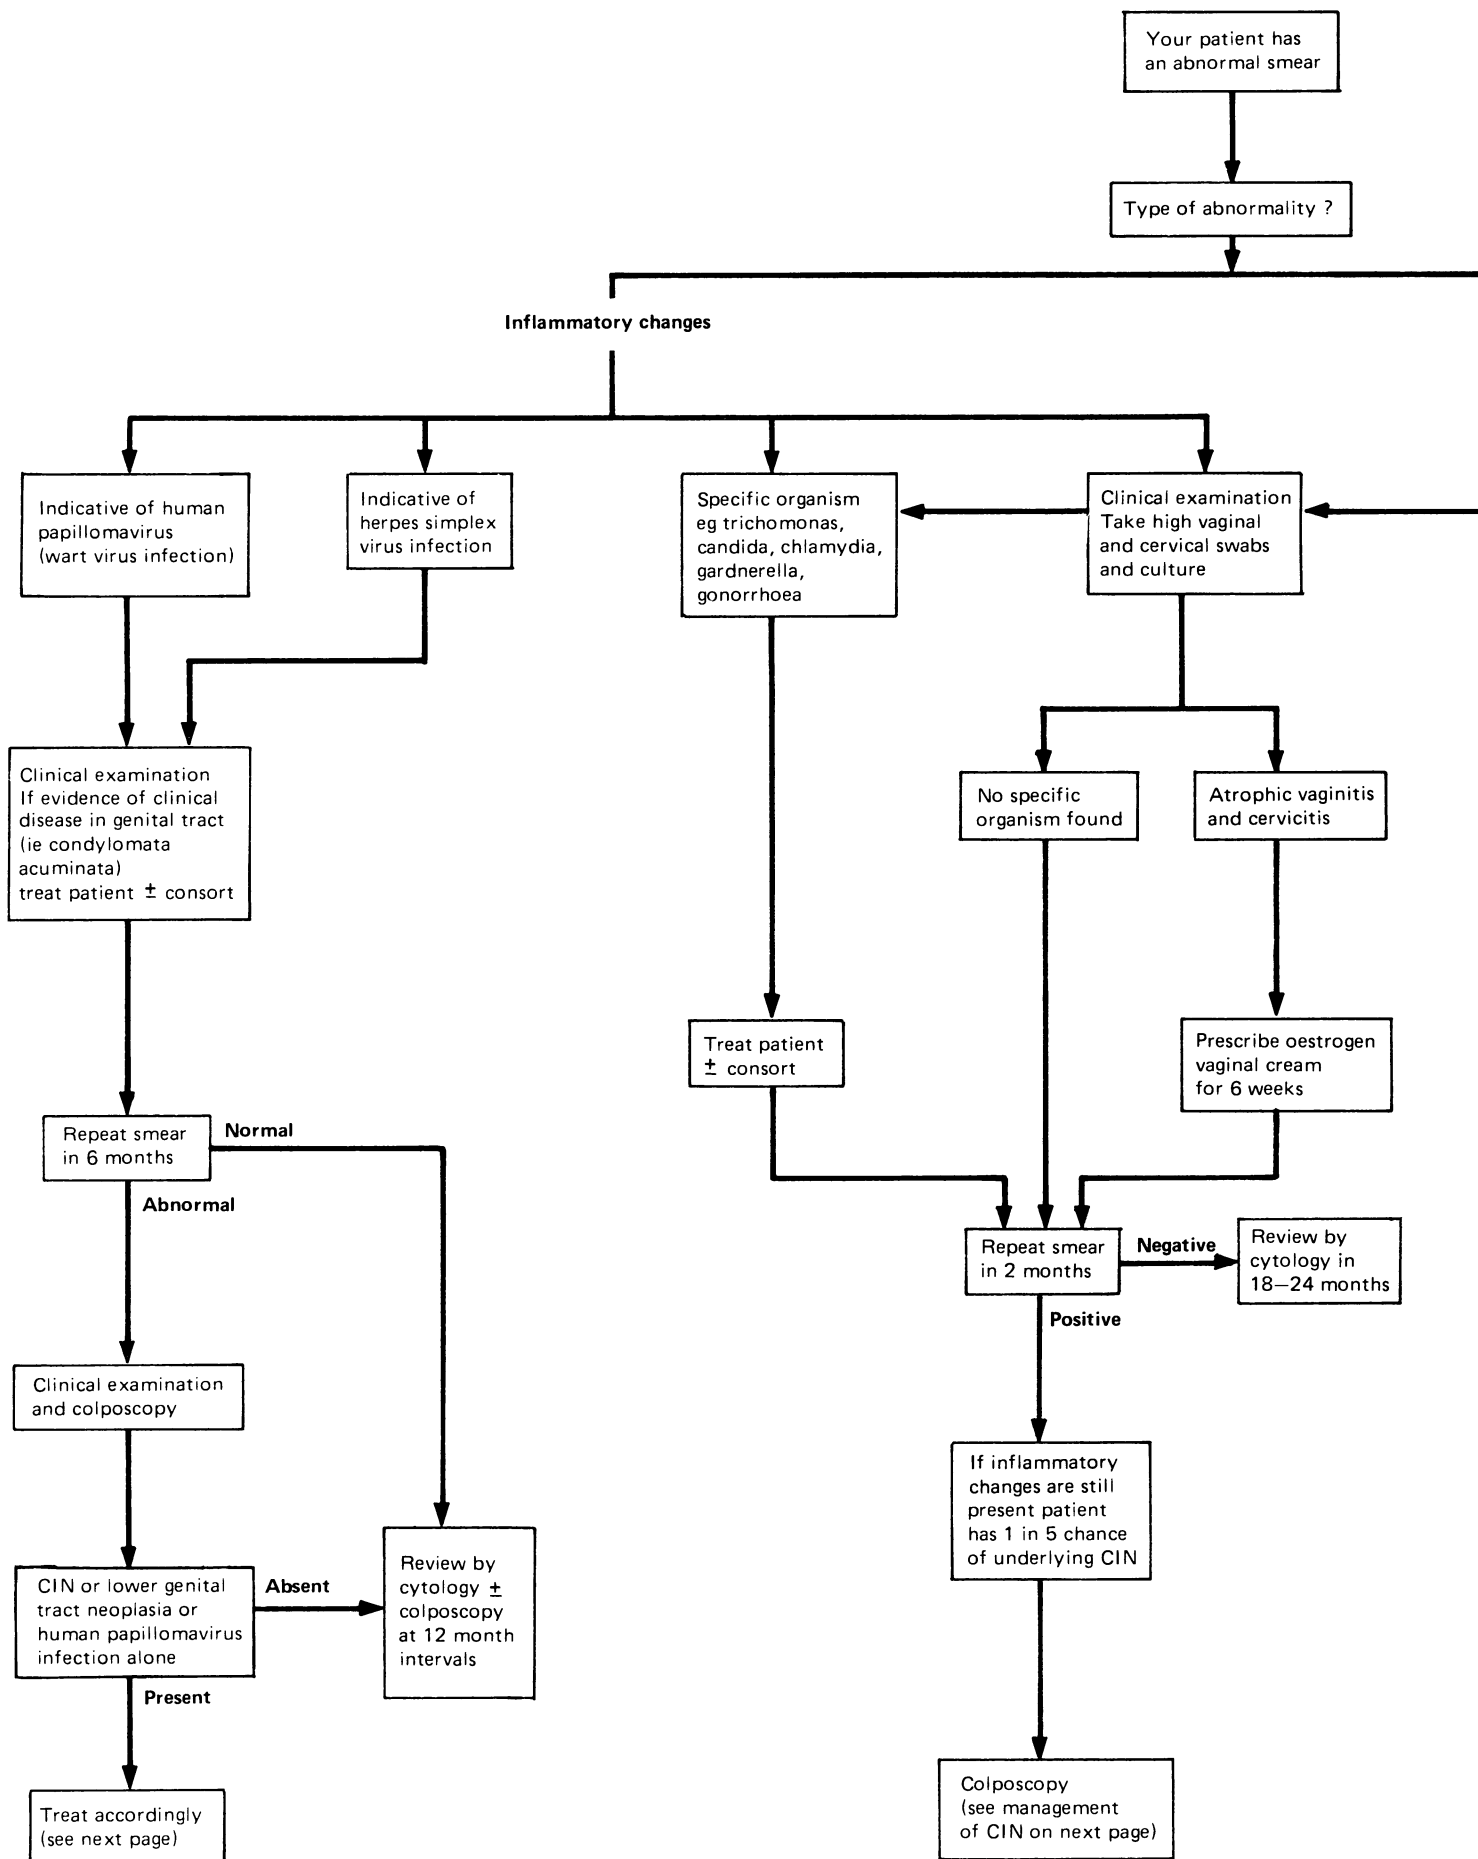 Your patient has
an abnormal smear
Type of abnormality ?
Inflammatory changes
Indicative of human
papillomavirus
(wart virus infection)
Indicative of
herpes simplex
virus infection
Specific organism
eg trichomonas,
candida, chlamydia,
gardnerella,
gonorrhoea
Clinical examination
Take high vaginal
and cervical swabs
and culture
Clinical examination
If evidence of clinical
disease in genital tract
(ie condylomata
acuminata)
treat patient ± consort
No specific
organism found
Atrophic vaginitis
and cervicitis
Treat patient
± consort
Prescribe oestrogen
vaginal cream
for 6 weeks
Repeat smear
in 6 months
Normal
Abnormal
Repeat smear
in 2 months
Negative
Review by
cytology in
18–24 months
Positive
Clinical examination
and colposcopy
If inflammatory
changes are still
present patient
has 1 in 5 chance
of underlying CIN
CIN or lower genital
tract neoplasia or
human papillomavirus
infection alone
Absent
Review by
cytology ±
colposcopy
at 12 month
intervals
Present
Treat accordingly
(see next page)
Colposcopy
(see management
of CIN on next page)